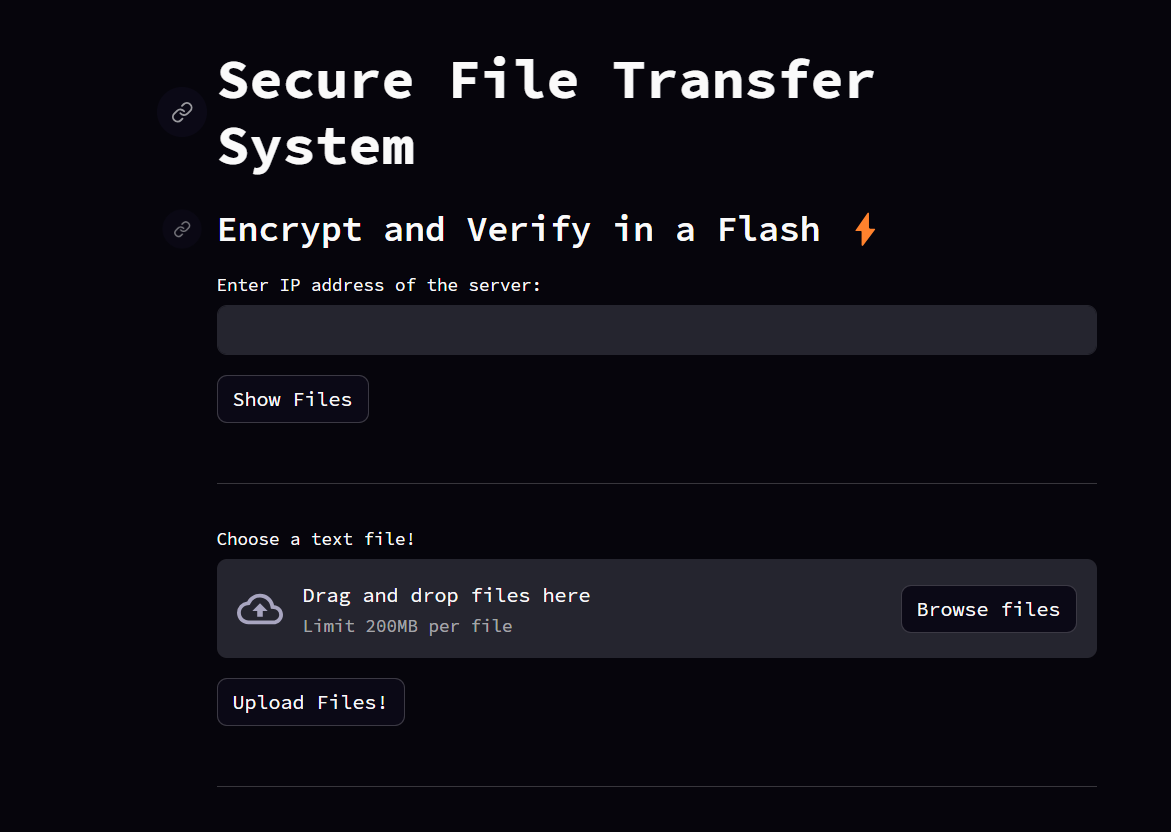 Secure File Transfer
System
Encrypt and Verify in a Flash ⚡
Enter IP address of the server:
Show Files
Choose a text file!
Drag and drop files here
Limit 200MB per file
Browse files
Upload Files!